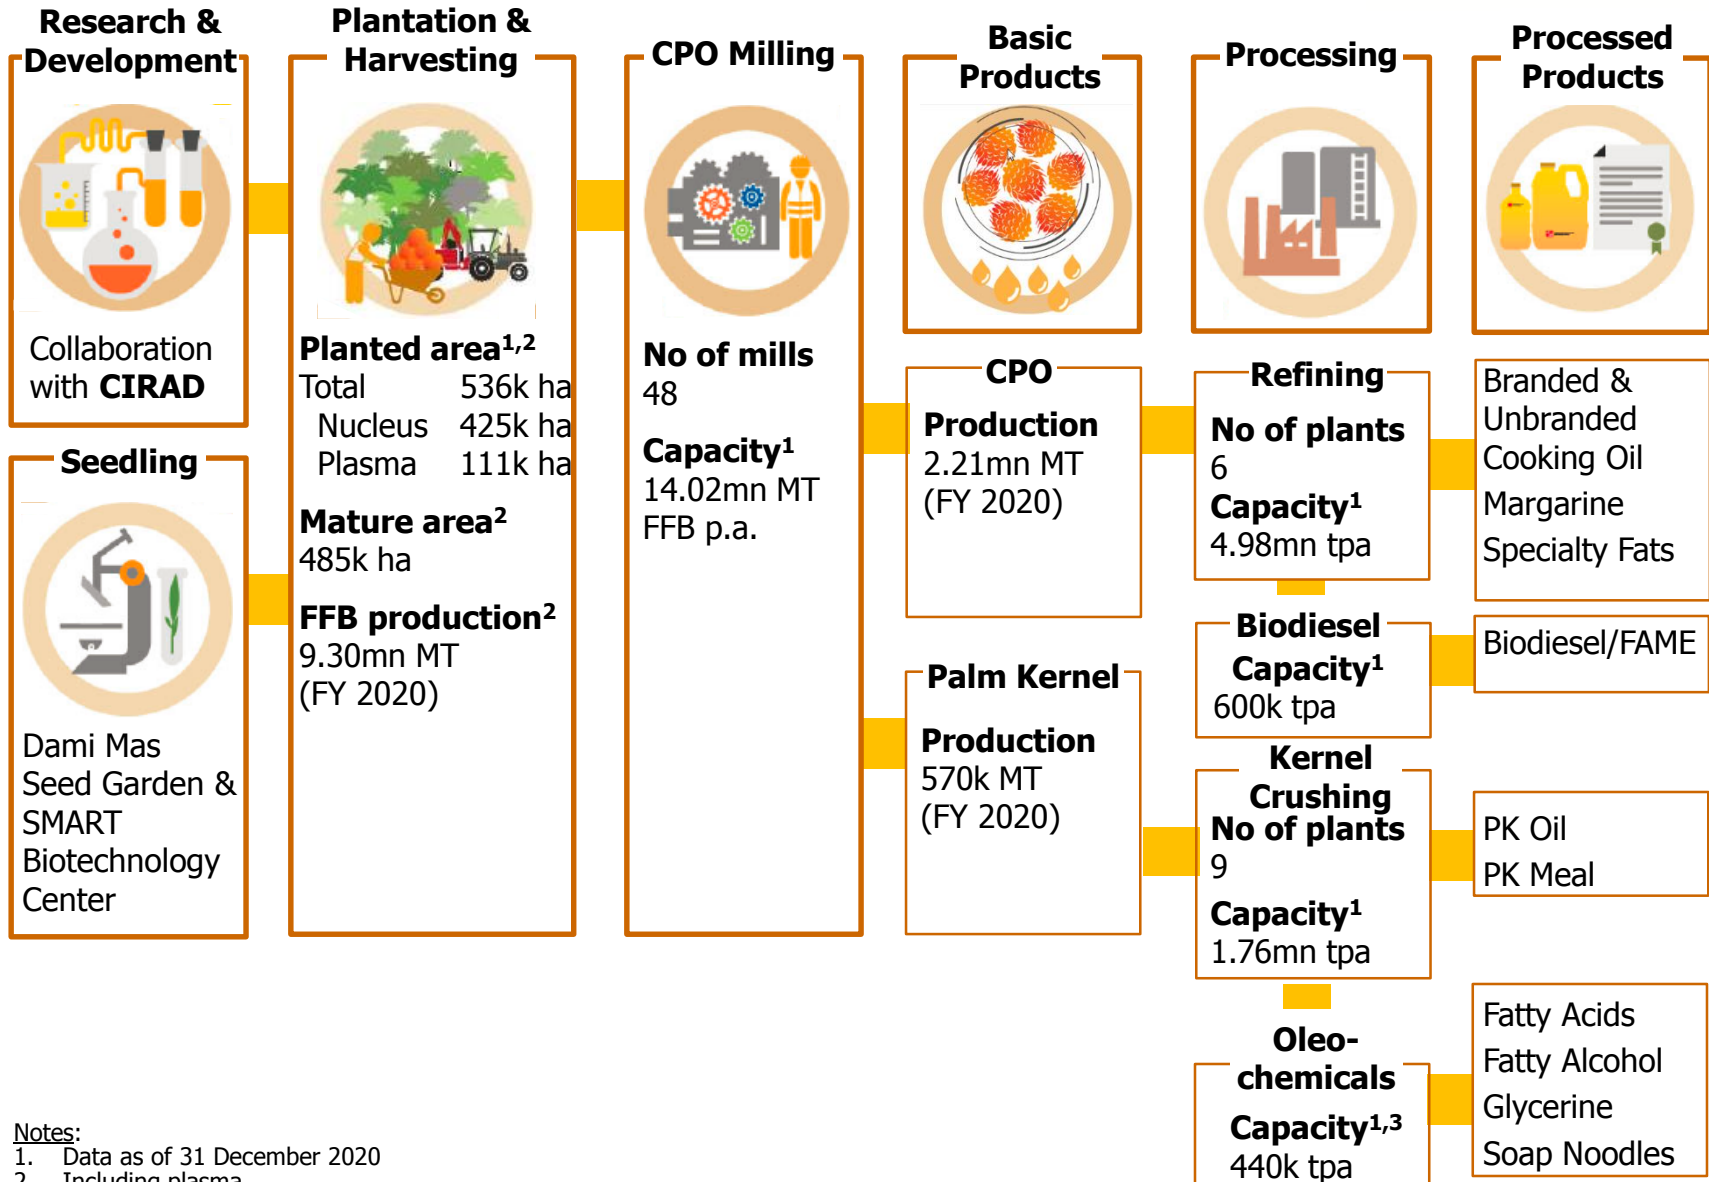 Research &
Development
Collaboration
with CIRAD
Seedling
Dami Mas
Seed Garden &
SMART
Biotechnology
Center
Plantation &
Harvesting
Planted area1,2
Total 536k ha
Nucleus 425k ha
Plasma 111k ha
Mature area2
485k ha
FFB production2
9.30mn MT
(FY 2020)
CPO Milling
No of mills
48
Capacity1
14.02mn MT
FFB p.a.
Basic
Products
CPO
Production
2.21mn MT
(FY 2020)
Palm Kernel
Production
570k MT
(FY 2020)
Processing
Refining
No of plants
6
Capacity1
4.98mn tpa
Biodiesel
Capacity1
600k tpa
Kernel
Crushing
No of plants
9
Capacity1
1.76mn tpa
Oleo-
chemicals
Capacity1,3
440k tpa
Processed
Products
Branded &
Unbranded
Cooking Oil
Margarine
Specialty Fats
Biodiesel/FAME
PK Oil
PK Meal
Fatty Acids
Fatty Alcohol
Glycerine
Soap Noodles
Notes:
1. Data as of 31 December 2020
2. Including plasma